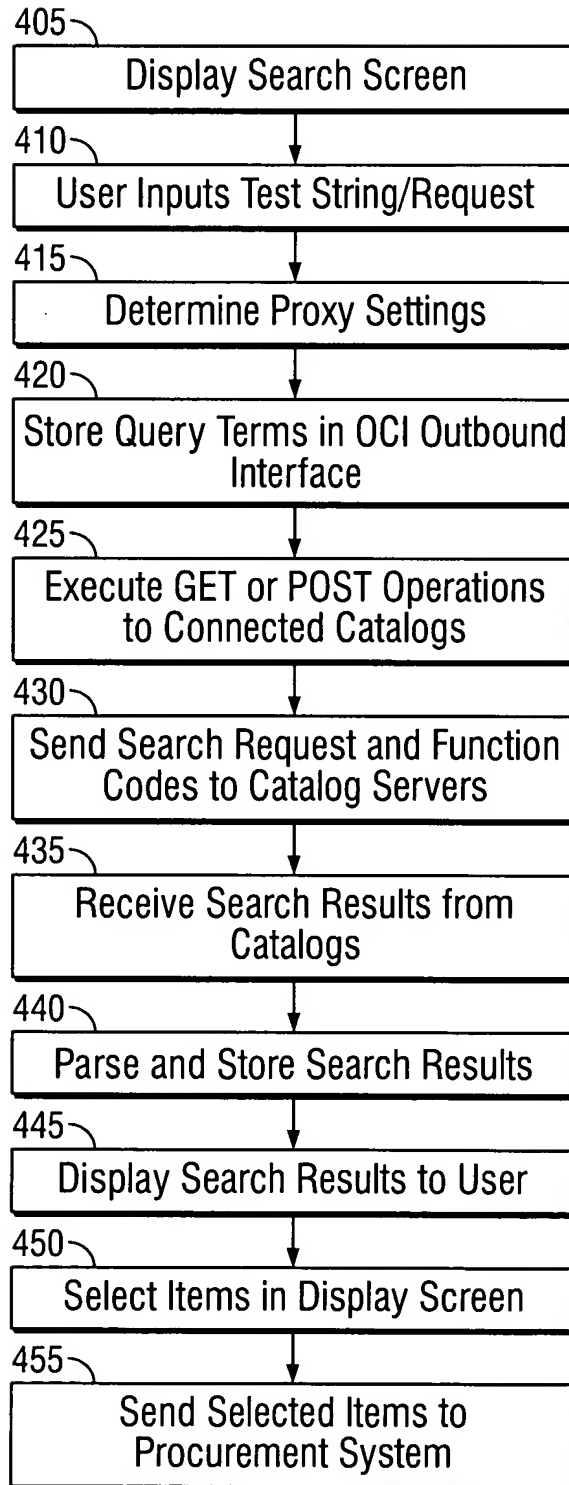 405
Display Search Screen
410
User Inputs Test String/Request
415
Determine Proxy Settings
420
Store Query Terms in OCI Outbound
Interface
425
Execute GET or POST Operations
to Connected Catalogs
430
Send Search Request and Function
Codes to Catalog Servers
435
Receive Search Results from
Catalogs
440
Parse and Store Search Results
445
Display Search Results to User
450
Select Items in Display Screen
455
Send Selected Items to
Procurement System